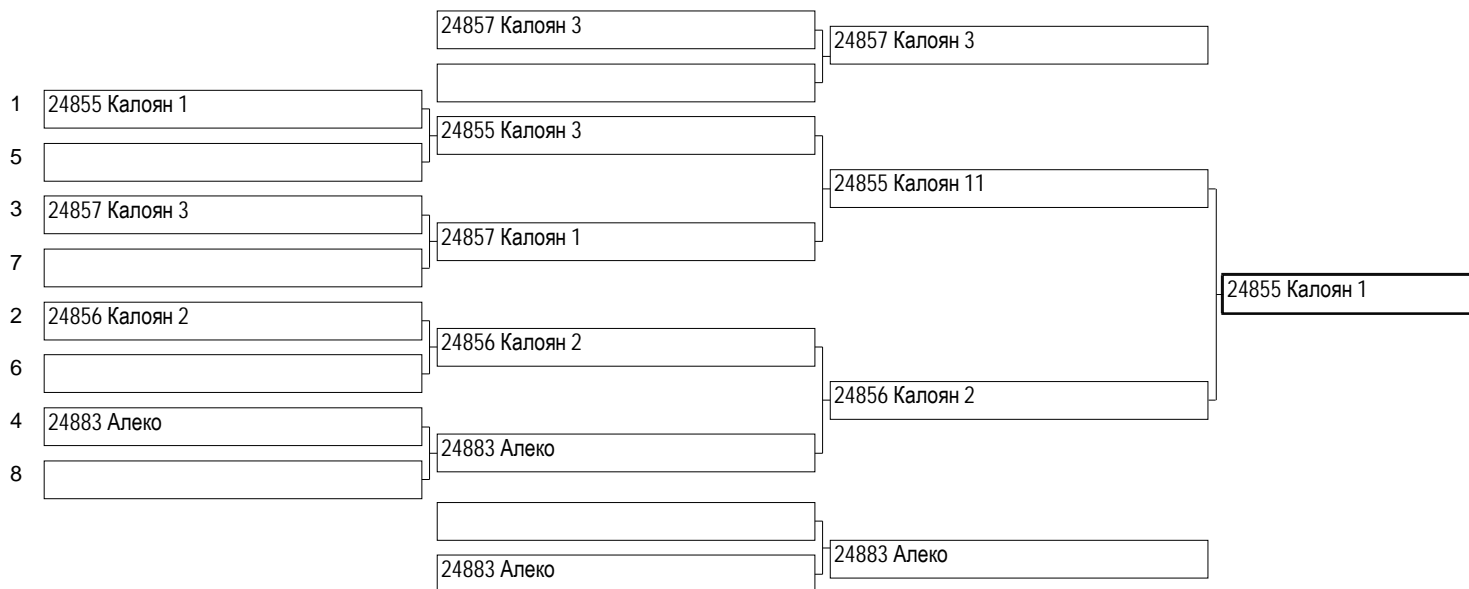 24857 Калоян 3
24857 Калоян 3
1 24855 Калоян 1
24855 Калоян 3
5
24855 Калоян 11
3 24857 Калоян 3
24857 Калоян 1
7
24855 Калоян 1
2 24856 Калоян 2
24856 Калоян 2
6
24856 Калоян 2
4 24883 Алеко
24883 Алеко
8
24883 Алеко
24883 Алеко